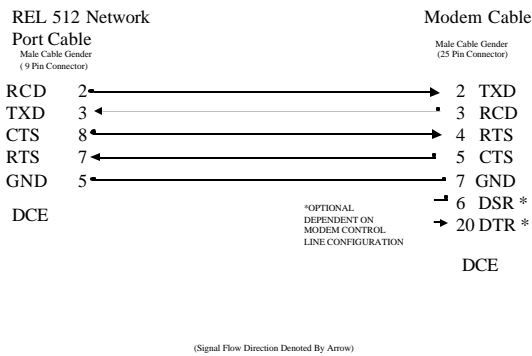 REL 512 Network
Port Cable
Male Cable Gender
( 9 Pin Connector)
Modem Cable
Male Cable Gender
(25 Pin Connector)
RCD 2 2 TXD
TXD 3 3 RCD
CTS 8 4 RTS
RTS 7 5 CTS
GND 5 7 GND
6 DSR *
20 DTR *
DCE
*OPTIONAL
DEPENDENT ON
MODEM CONTROL
LINE CONFIGURATION
DCE
(Signal Flow Direction Denoted By Arrow)